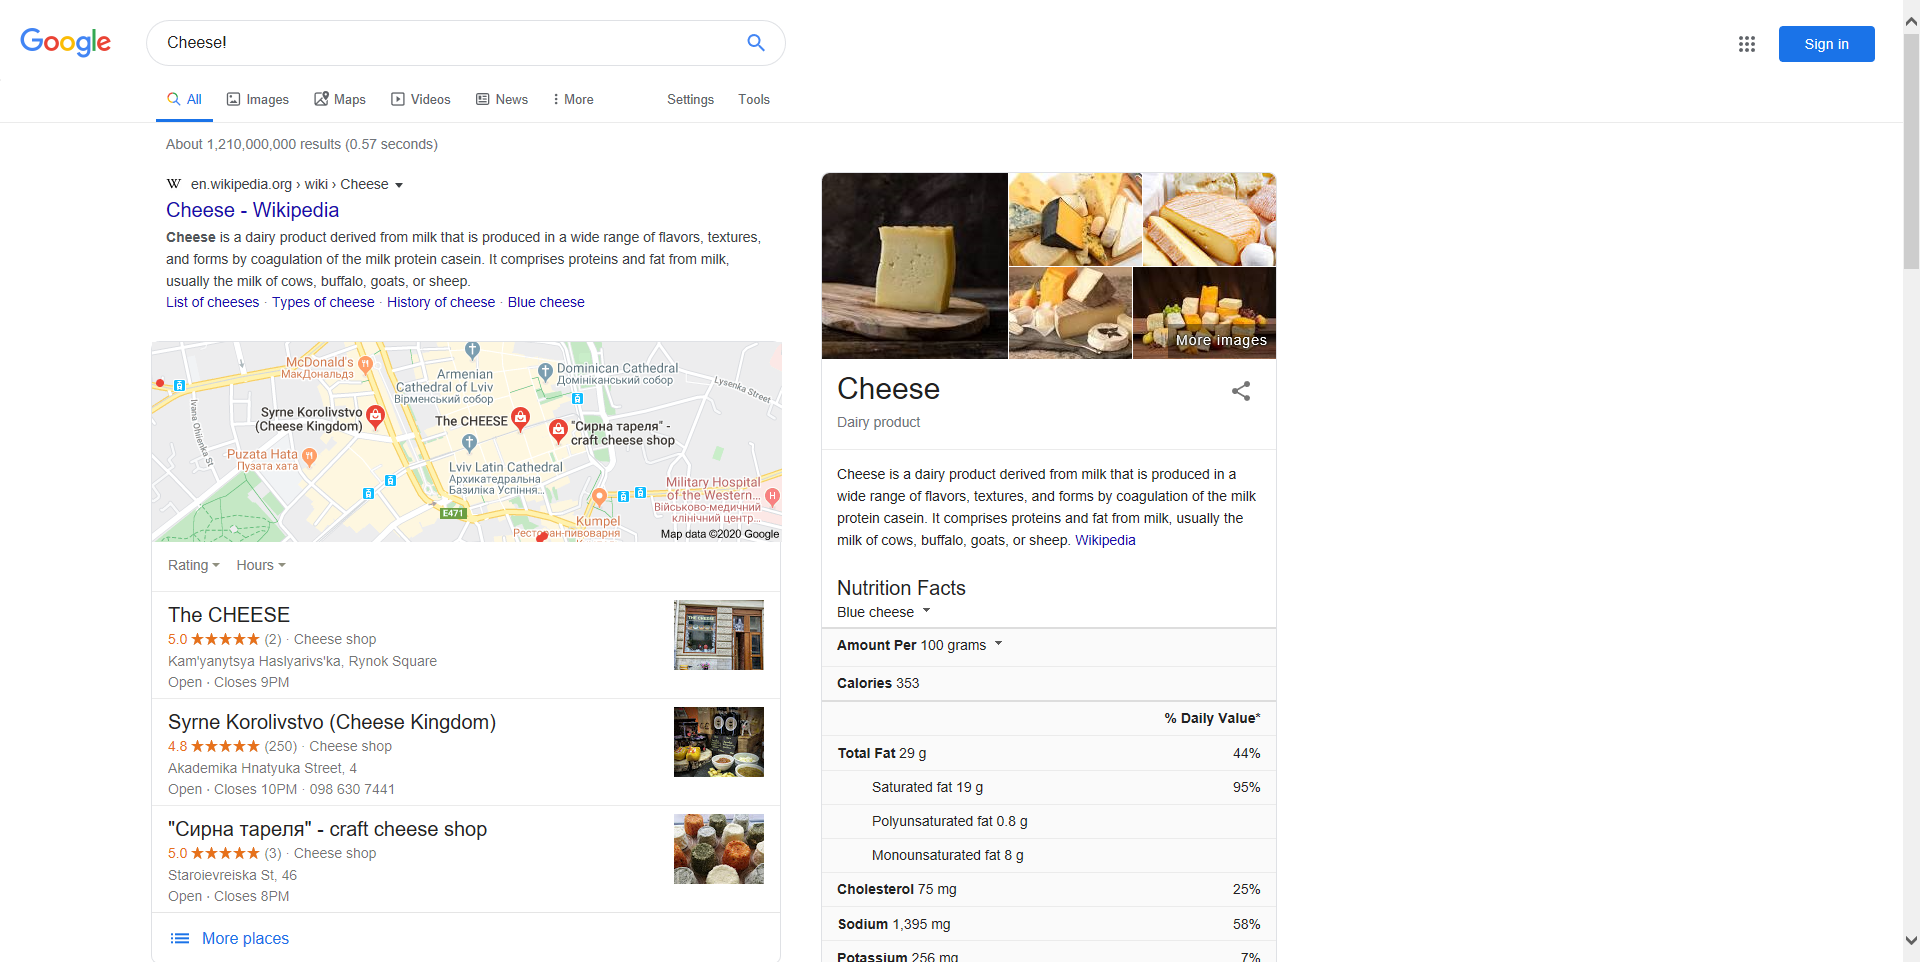 Google
Cheese!
Sign in
All
Images
Maps
Videos
News
More
Settings
Tools
About 1,210,000,000 results (0.57 seconds)
W en.wikipedia.org › wiki › Cheese
Cheese - Wikipedia
Cheese is a dairy product derived from milk that is produced in a wide range of flavors, textures,
and forms by coagulation of the milk protein casein. It comprises proteins and fat from milk,
usually the milk of cows, buffalo, goats, or sheep.
List of cheeses · Types of cheese · History of cheese · Blue cheese
McDonald's
МакДональдз
Armenian
Cathedral of Lviv
Вірменський собор
Dominican Cathedral
Домініканський собор
Lysenka Street
Ivana Ohiienka St
Syrne Korolivstvo
(Cheese Kingdom)
The CHEESE
"Сирна тареля" -
craft cheese shop
Puzata Hata
Пузата хата
Lviv Latin Cathedral
Архикатедральна
Базиліка Успіння...
Military Hospital
of the Western...
Військово-медичний
клінічний центр...
E471
Kumpel
Ресторан-пивоварня
Map data ©2020 Google
Rating
Hours
The CHEESE
5.0 ★★★★★ (2) · Cheese shop
Kam'yanytsya Haslyarivs'ka, Rynok Square
Open · Closes 9PM
Syrne Korolivstvo (Cheese Kingdom)
4.8 ★★★★★ (250) · Cheese shop
Akademika Hnatyuka Street, 4
Open · Closes 10PM · 098 630 7441
"Сирна тареля" - craft cheese shop
5.0 ★★★★★ (3) · Cheese shop
Staroievreiska St, 46
Open · Closes 8PM
More places
More images
Cheese
Dairy product
Cheese is a dairy product derived from milk that is produced in a
wide range of flavors, textures, and forms by coagulation of the milk
protein casein. It comprises proteins and fat from milk, usually the
milk of cows, buffalo, goats, or sheep. Wikipedia
Nutrition Facts
Blue cheese
Amount Per 100 grams
Calories 353
% Daily Value*
Total Fat 29 g 44%
Saturated fat 19 g 95%
Polyunsaturated fat 0.8 g
Monounsaturated fat 8 g
Cholesterol 75 mg 25%
Sodium 1,395 mg 58%
Potassium 256 mg 7%